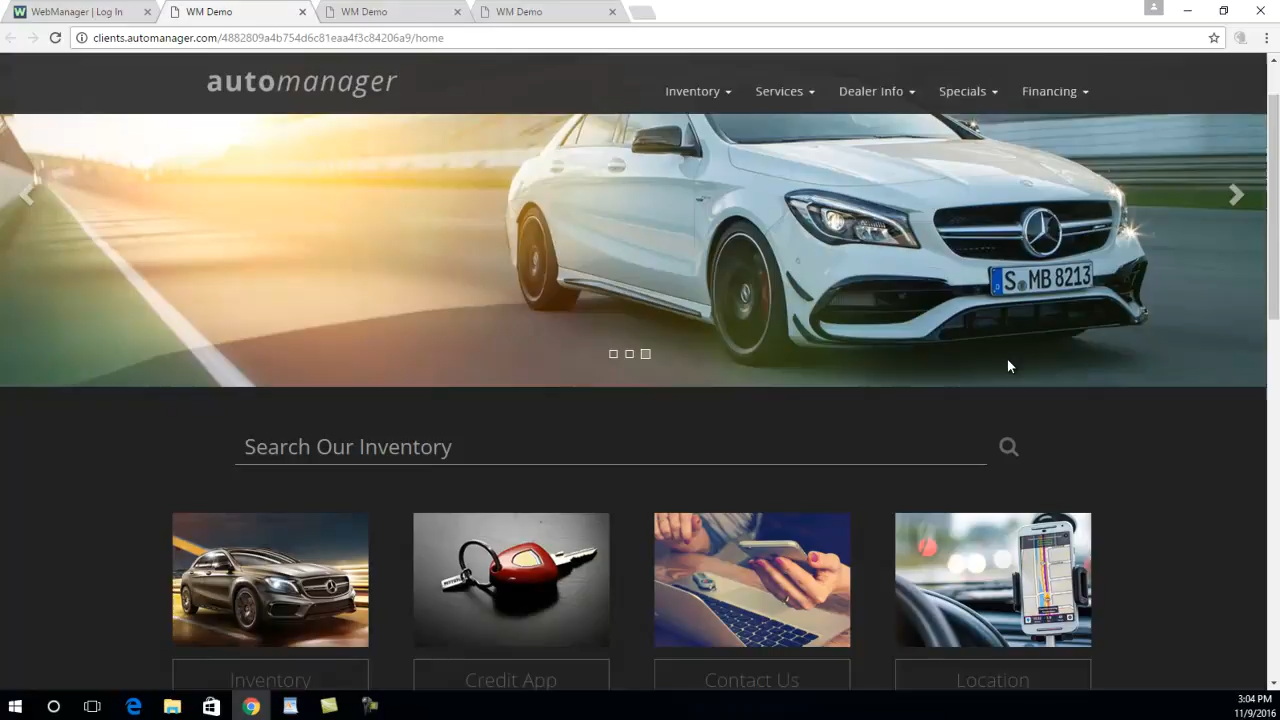 WebManager | Log In
WM Demo
WM Demo
WM Demo
clients.automanager.com/4882809a4b754d6c81eaa4f3c84206a9/home
automanager
Inventory
Services
Dealer Info
Specials
Financing
S MB 8213
Search Our Inventory
Inventory
Credit App
Contact Us
Location
3:04 PM
11/9/2016